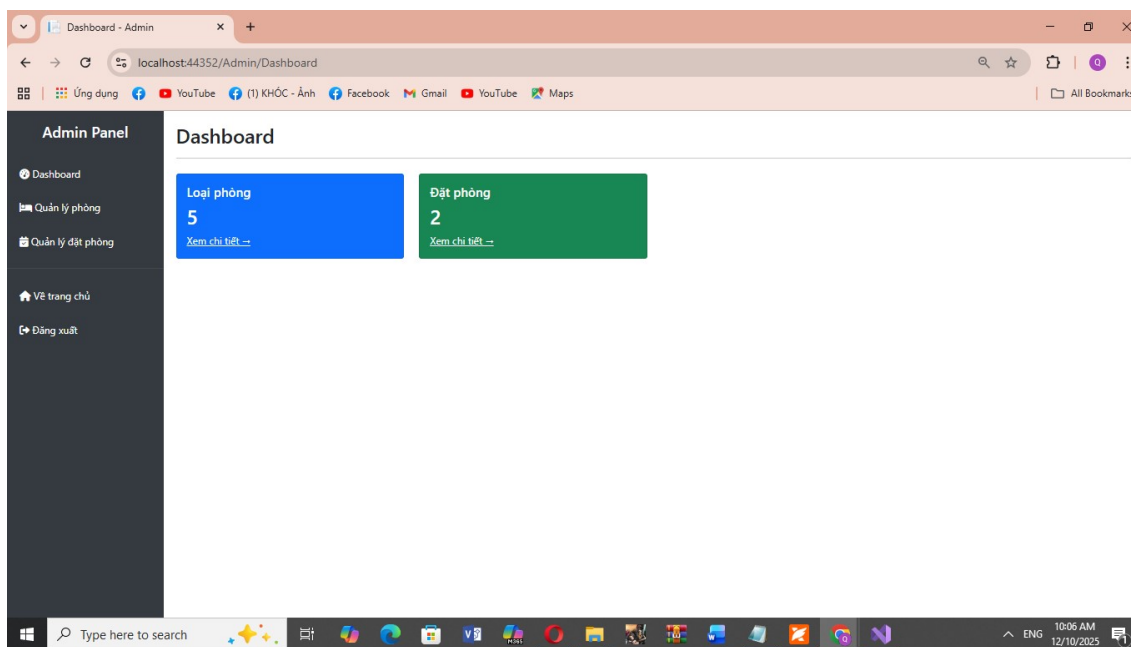 Dashboard - Admin
localhost:44352/Admin/Dashboard
Q
Ứng dụng YouTube (1) KHÓC - Ảnh Facebook Gmail YouTube Maps All Bookmarks
Admin Panel
Dashboard
Quản lý phòng
Quản lý đặt phòng
Về trang chủ
Đăng xuất
Dashboard
Loại phòng
5
Xem chi tiết →
Đặt phòng
2
Xem chi tiết →
Type here to search
M365
ENG
10:06 AM
12/10/2025